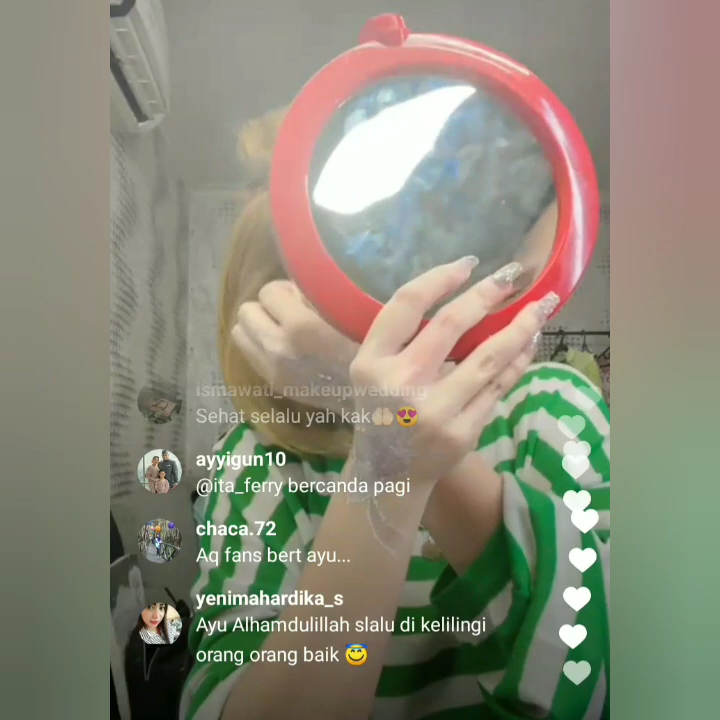 ismawati_makeupwedding
Sehat selalu yah kak🤲🏻😍
ayyigun10
@ita_ferry bercanda pagi
chaca.72
Aq fans bert ayu...
yenimahardika_s
Ayu Alhamdulillah slalu di kelilingi
orang orang baik 😇